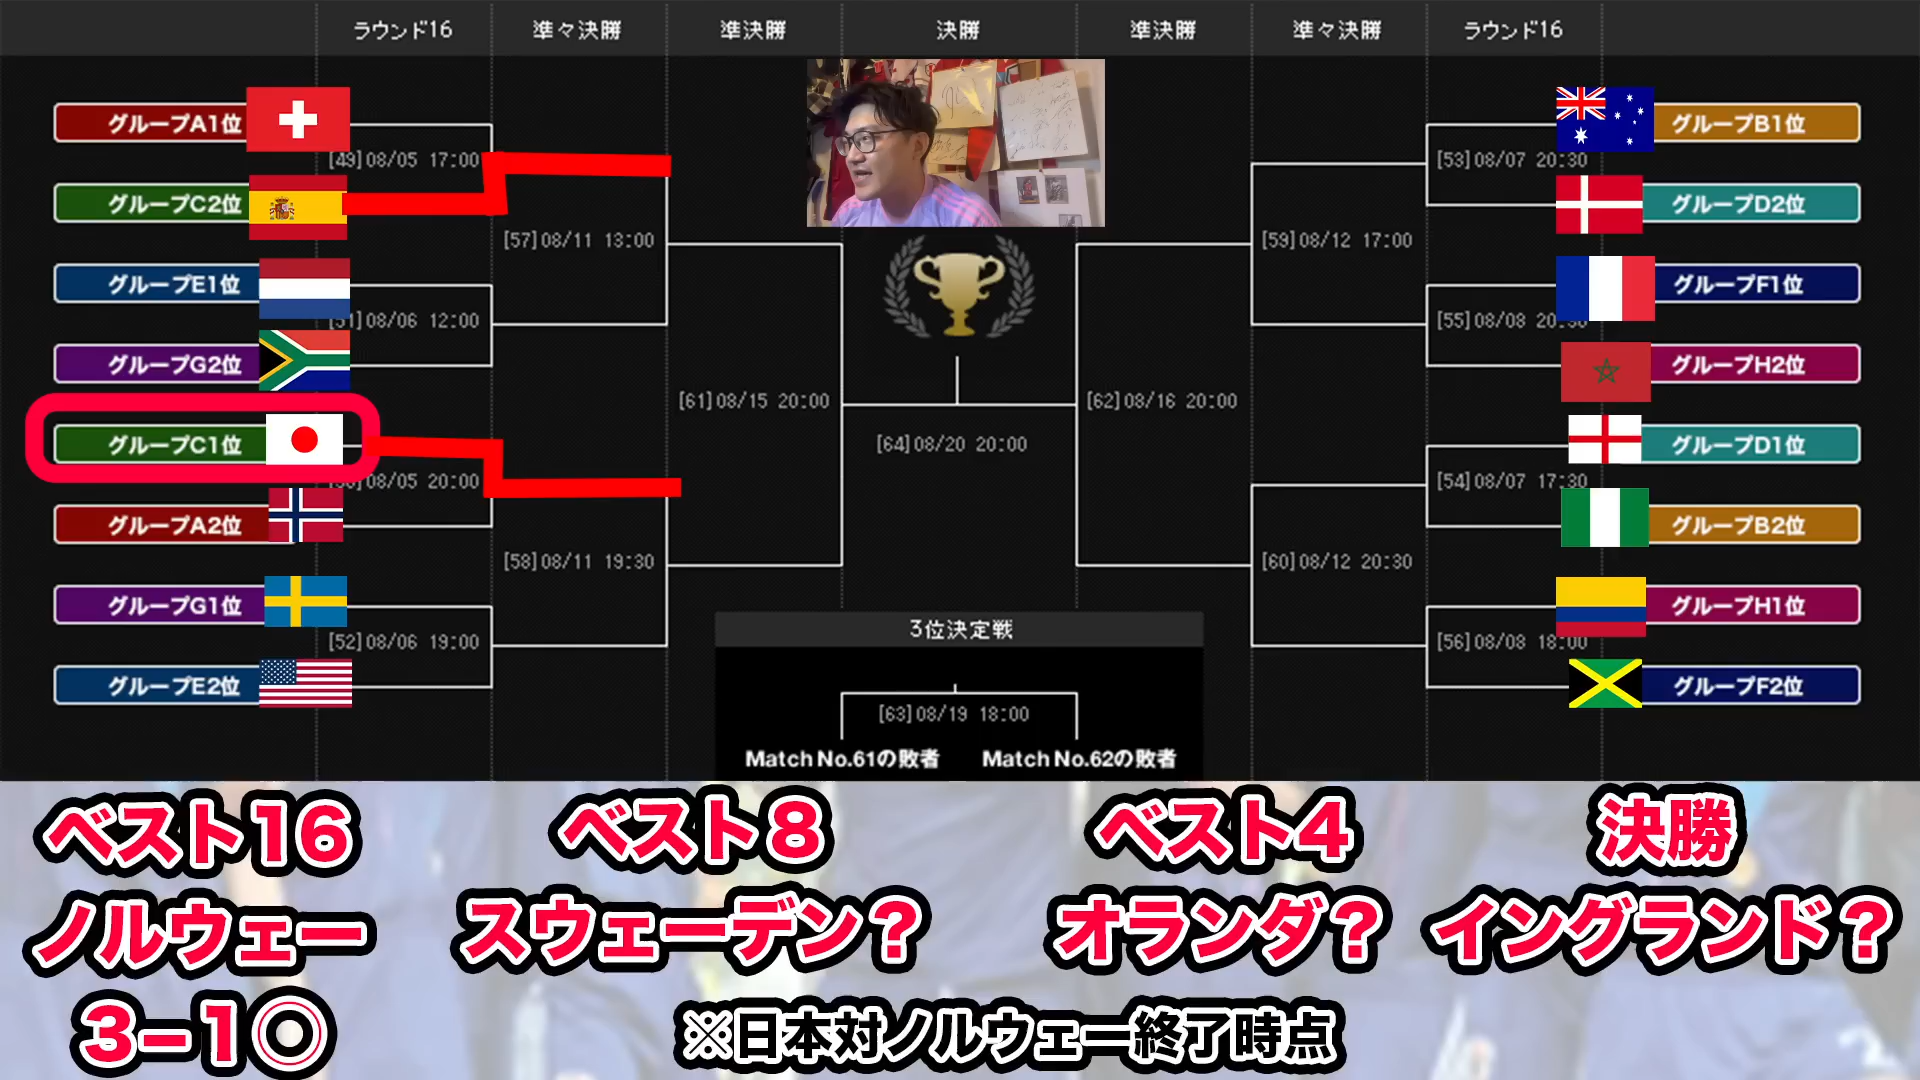 ラウンド16 準々決勝 準決勝 決勝 準決勝 準々決勝 ラウンド16
グループA1位
[49]08/05 17:00
グループC2位
[57]08/11 13:00
グループE1位
[51]08/06 12:00
グループG2位
[61]08/15 20:00
グループC1位
08/05 20:00
グループA2位
[58]08/11 19:30
グループG1位
[52]08/06 19:00
グループE2位
[64]08/20 20:00
グループB1位
[53]08/07 20:30
グループD2位
[59]08/12 17:00
グループF1位
[55]08/08 20:30
グループH2位
[62]08/16 20:00
グループD1位
[54]08/07 17:30
グループB2位
[60]08/12 20:30
グループH1位
[56]08/08 18:00
グループF2位
3位決定戦
[63]08/19 18:00
Match No.61の敗者 Match No.62の敗者
ベスト16
ノルウェー
3−1◎
ベスト8
スウェーデン?
ベスト4
オランダ?
決勝
イングランド?
※日本対ノルウェー終了時点